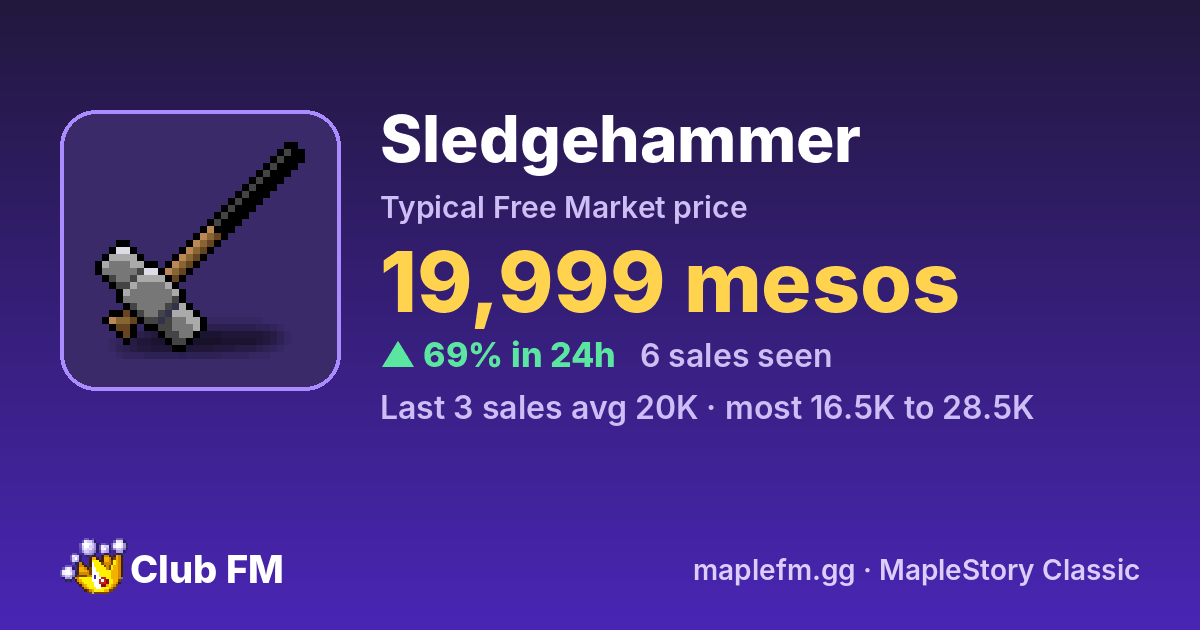 Sledgehammer
Typical Free Market price
19,999 mesos
▲ 69% in 24h 6 sales seen
Last 3 sales avg 20K · most 16.5K to 28.5K
Club FM
maplefm.gg · MapleStory Classic